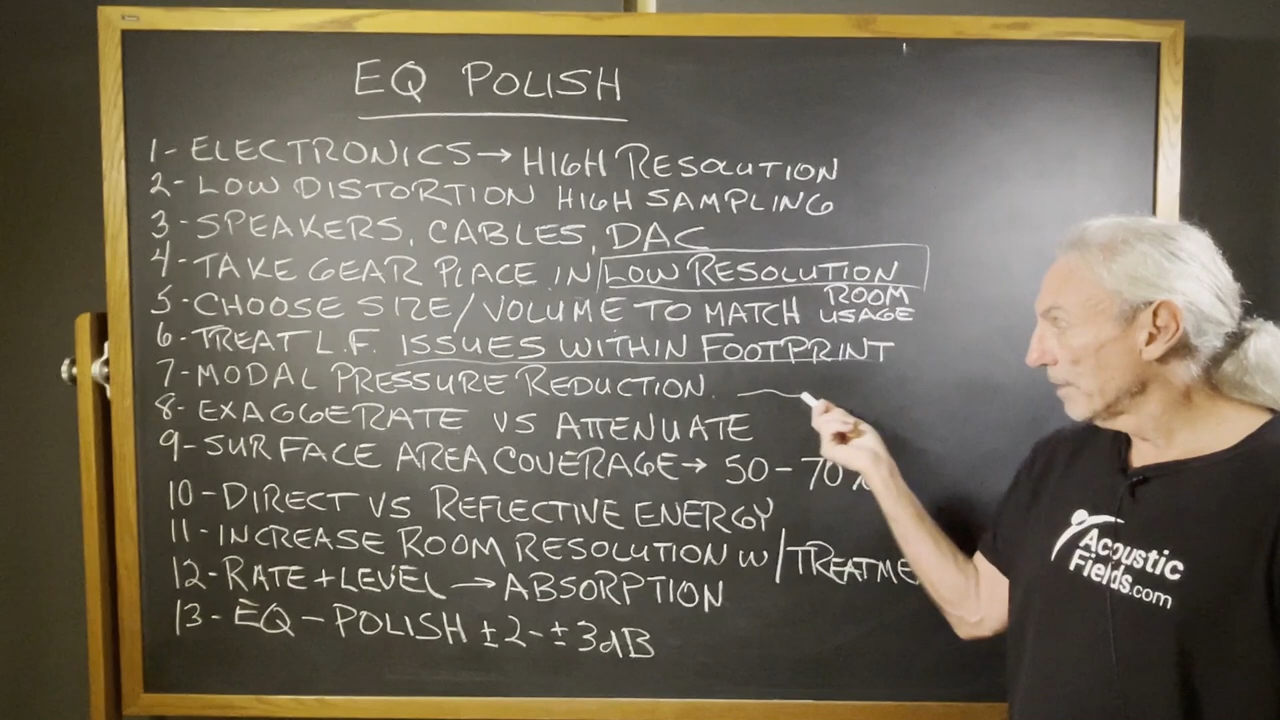 EQ POLISH
1- ELECTRONICS → HIGH RESOLUTION
2- LOW DISTORTION HIGH SAMPLING
3- SPEAKERS, CABLES, DAC
4- TAKE GEAR PLACE IN LOW RESOLUTION
5- CHOOSE SIZE/VOLUME TO MATCH ROOM USAGE
6- TREAT L.F. ISSUES WITHIN FOOTPRINT
7- MODAL PRESSURE REDUCTION.
8- EXAGGERATE VS ATTENUATE
9- SURFACE AREA COVERAGE → 50-70%
10- DIRECT VS REFLECTIVE ENERGY
11- INCREASE ROOM RESOLUTION W/TREATME
12- RATE + LEVEL → ABSORPTION
13- EQ - POLISH ±2 - ±3dB
Acoustic
Fields.com